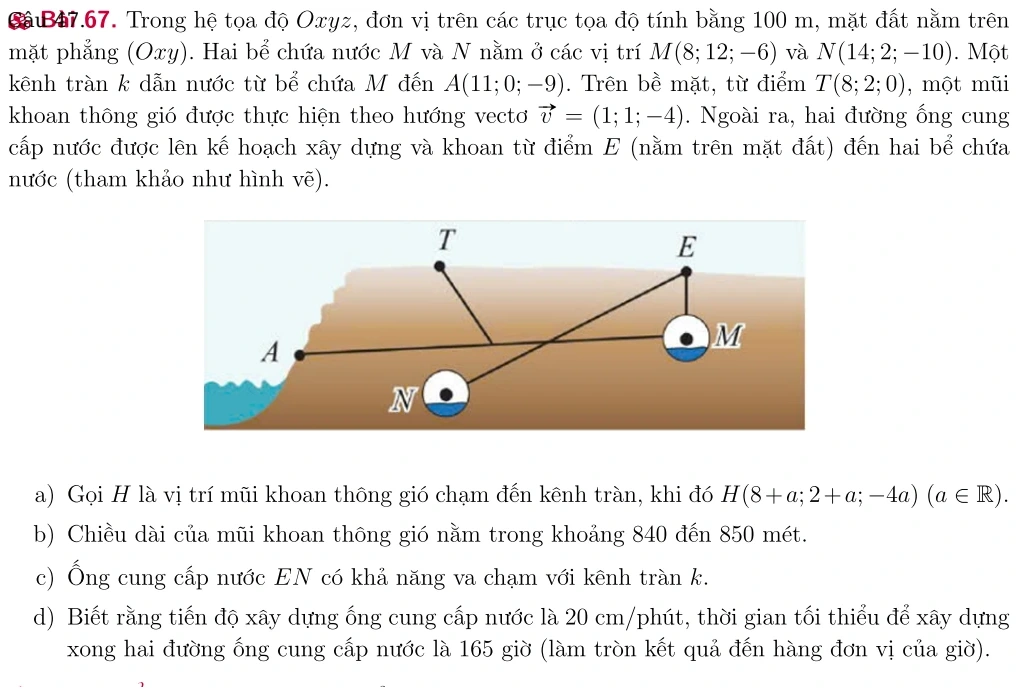 Câu 47.67. Trong hệ tọa độ Oxyz, đơn vị trên các trục tọa độ tính bằng 100 m, mặt đất nằm trên
mặt phẳng (Oxy). Hai bể chứa nước M và N nằm ở các vị trí M(8; 12; −6) và N(14; 2; −10). Một
kênh tràn k dẫn nước từ bể chứa M đến A(11; 0; −9). Trên bề mặt, từ điểm T(8; 2; 0), một mũi
khoan thông gió được thực hiện theo hướng vectơ v⃗ = (1; 1; −4). Ngoài ra, hai đường ống cung
cấp nước được lên kế hoạch xây dựng và khoan từ điểm E (nằm trên mặt đất) đến hai bể chứa
nước (tham khảo như hình vẽ).
T
E
A
M
N
a) Gọi H là vị trí mũi khoan thông gió chạm đến kênh tràn, khi đó H(8 + a; 2 + a; −4a) (a ∈ ℝ).
b) Chiều dài của mũi khoan thông gió nằm trong khoảng 840 đến 850 mét.
c) Ống cung cấp nước EN có khả năng va chạm với kênh tràn k.
d) Biết rằng tiến độ xây dựng ống cung cấp nước là 20 cm/phút, thời gian tối thiểu để xây dựng
xong hai đường ống cung cấp nước là 165 giờ (làm tròn kết quả đến hàng đơn vị của giờ).